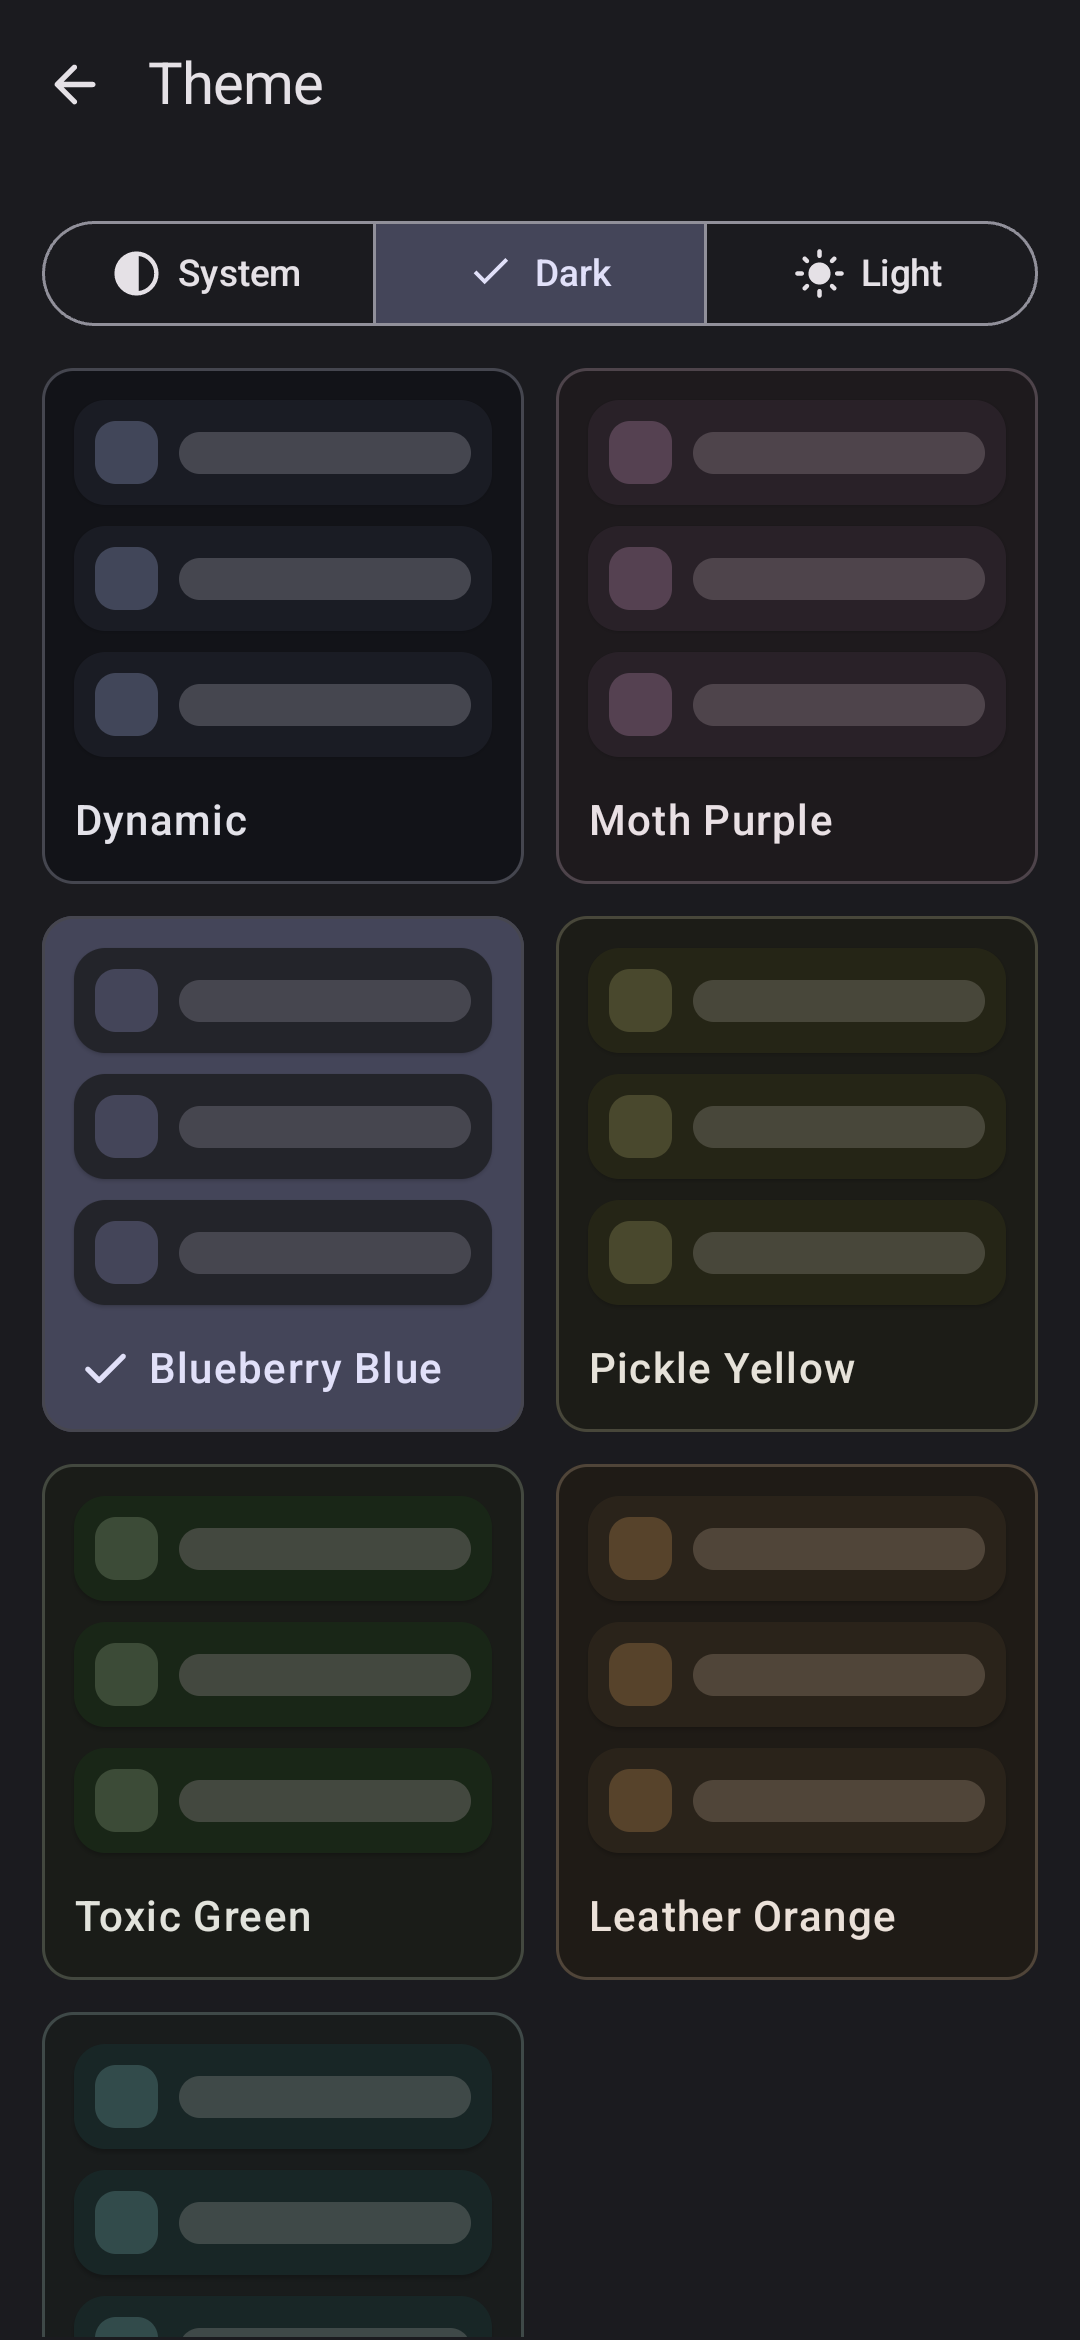 Theme
System
Dark
Light
Dynamic
Moth Purple
Blueberry Blue
Pickle Yellow
Toxic Green
Leather Orange